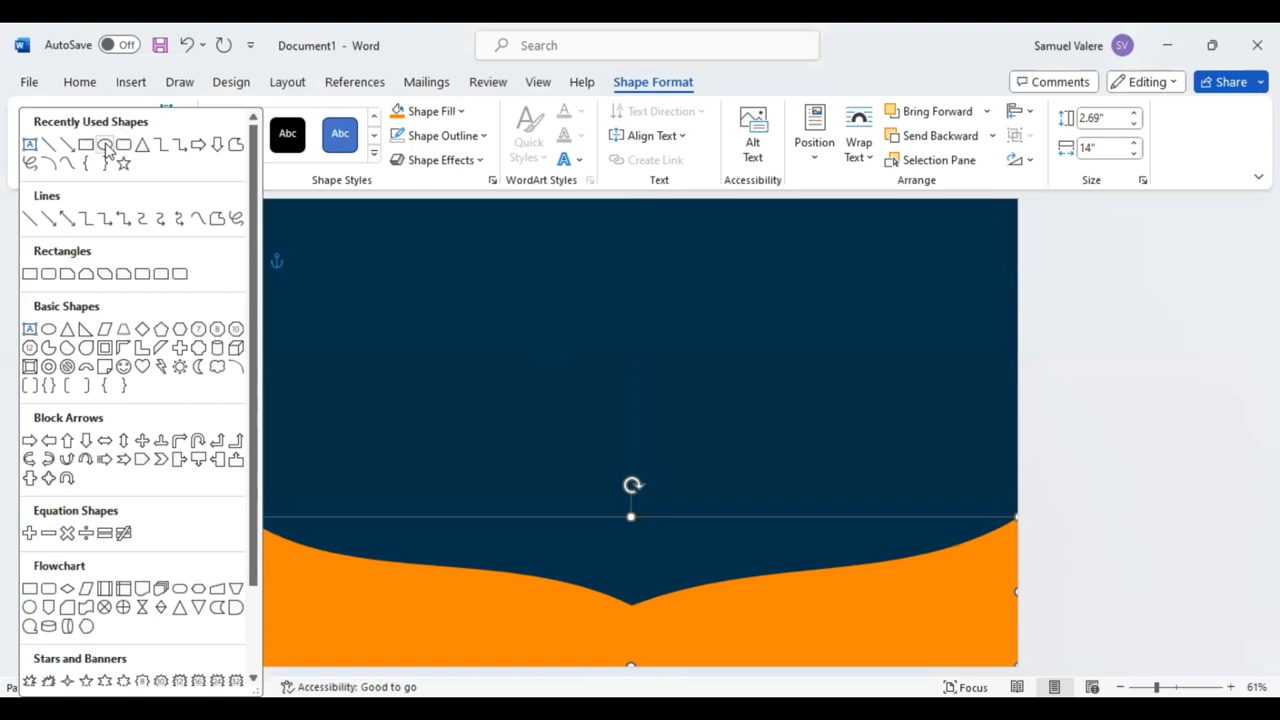 AutoSave Off Document1 - Word Search Samuel Valere SV
File Home Insert Draw Design Layout References Mailings Review View Help Shape Format Comments Editing Share
Recently Used Shapes
Lines
Rectangles
Basic Shapes
Block Arrows
Equation Shapes
Flowchart
Stars and Banners
Abc Abc
Shape Fill
Shape Outline
Shape Effects
Shape Styles
Quick
Styles
WordArt Styles
Text Direction
Align Text
Create Link
Text
Alt
Text
Accessibility
Position
Wrap
Text
Bring Forward
Send Backward
Selection Pane
Arrange
2.69"
14"
Size
Accessibility: Good to go Focus 61%